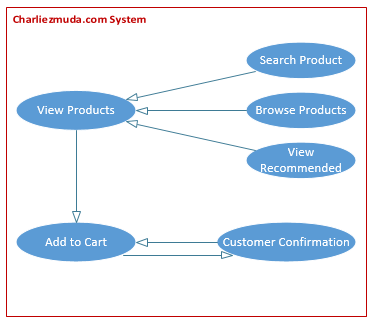 Charliezmuda.com System
Search Product
View Products
Browse Products
View
Recommended
Add to Cart
Customer Confirmation